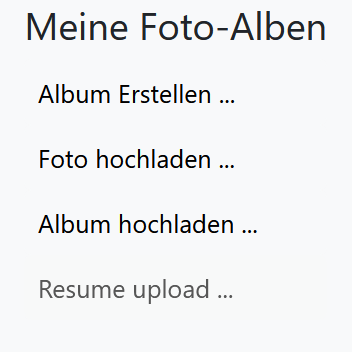 Meine Foto-Alben
Album Erstellen ...
Foto hochladen ...
Album hochladen ...
Resume upload ...